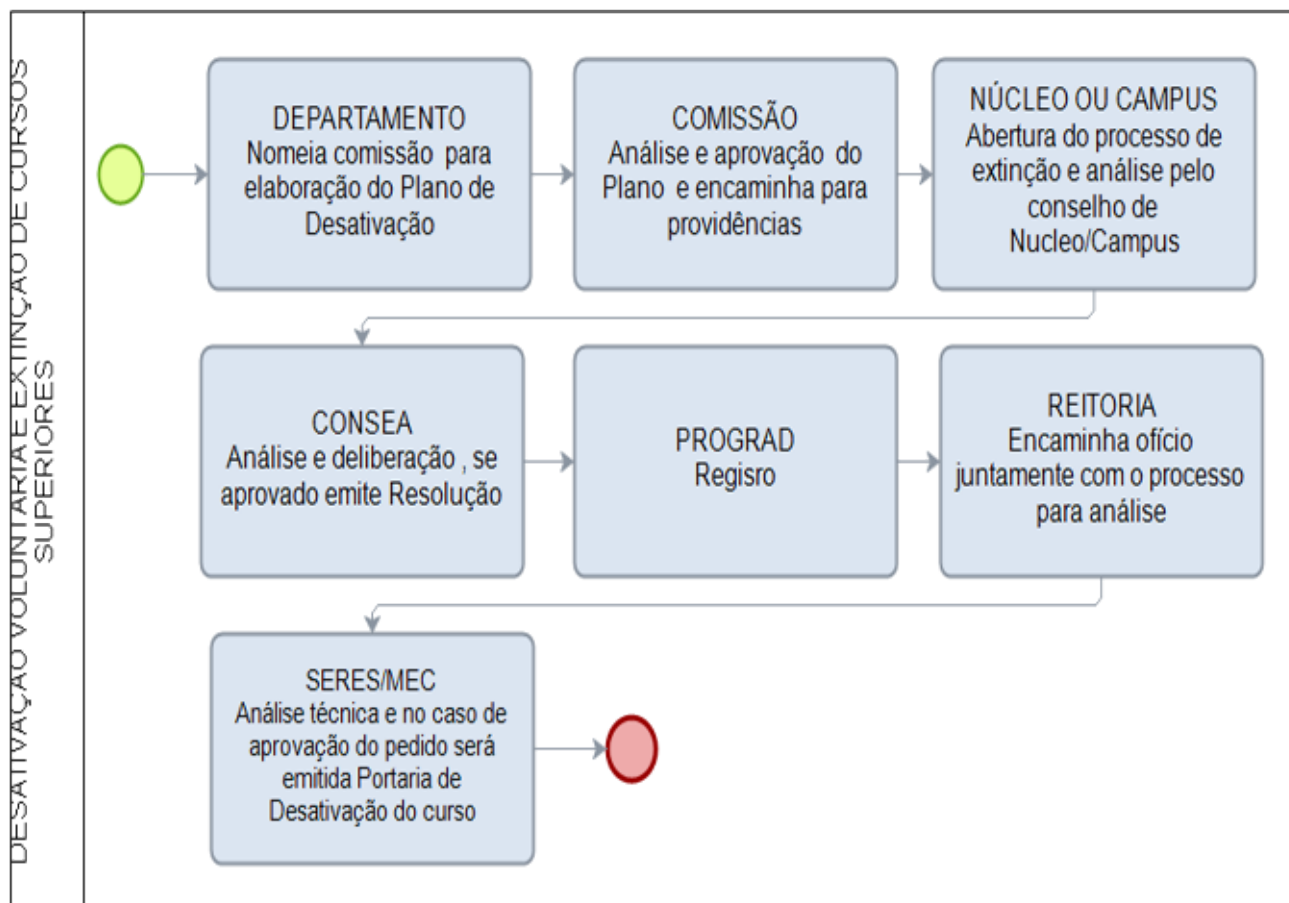 DESATIVAÇÃO VOLUNTARIA E EXTINÇÃO DE CURSOS
SUPERIORES
DEPARTAMENTO
Nomeia comissão para
elaboração do Plano de
Desativação
COMISSÃO
Análise e aprovação do
Plano e encaminha para
providências
NÚCLEO OU CAMPUS
Abertura do processo de
extinção e análise pelo
conselho de
Nucleo/Campus
CONSEA
Análise e deliberação , se
aprovado emite Resolução
PROGRAD
Regisro
REITORIA
Encaminha ofício
juntamente com o processo
para análise
SERES/MEC
Análise técnica e no caso de
aprovação do pedido será
emitida Portaria de
Desativação do curso